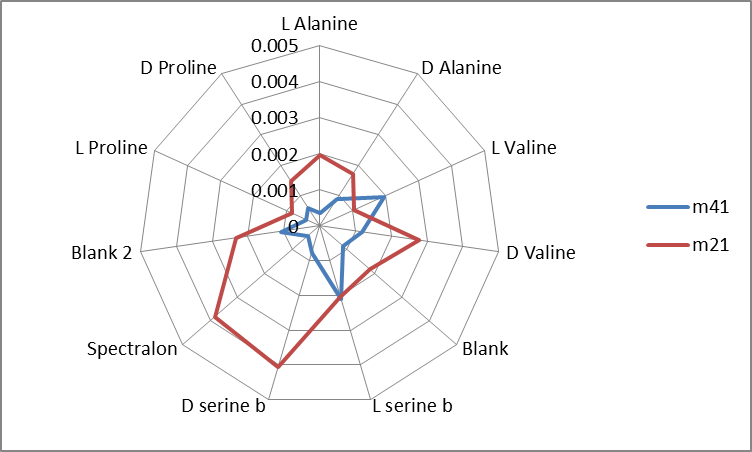 L Alanine
0.005
D Proline
D Alanine
0.004
0.003
L Proline
L Valine
0.002
0.001
m41
0
m21
Blank 2
D Valine
Spectralon
Blank
D serine b
L serine b